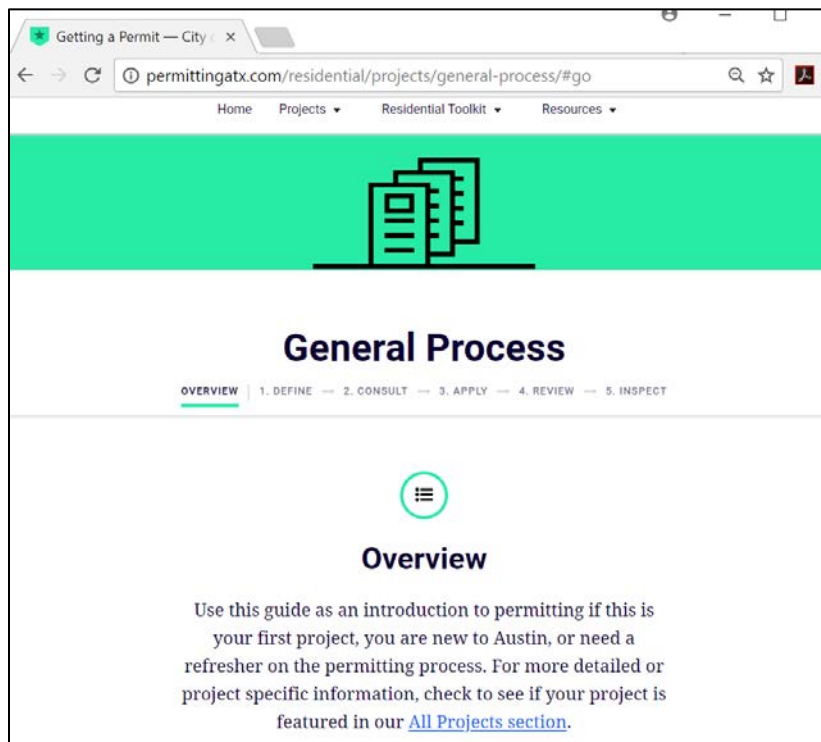 Getting a Permit — City
permittingatx.com/residential/projects/general-process/#go
Home Projects Residential Toolkit Resources
General Process
OVERVIEW 1. DEFINE 2. CONSULT 3. APPLY 4. REVIEW 5. INSPECT
Overview
Use this guide as an introduction to permitting if this is
your first project, you are new to Austin, or need a
refresher on the permitting process. For more detailed or
project specific information, check to see if your project is
featured in our All Projects section.